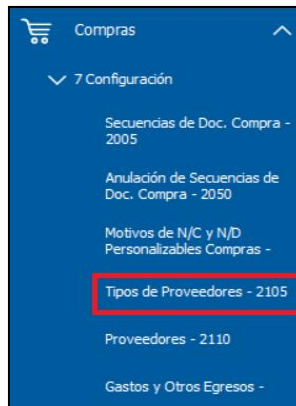 Compras
7 Configuración
Secuencias de Doc. Compra -
2005
Anulación de Secuencias de
Doc. Compra - 2050
Motivos de N/C y N/D
Personalizables Compras -
Tipos de Proveedores - 2105
Proveedores - 2110
Gastos y Otros Egresos -